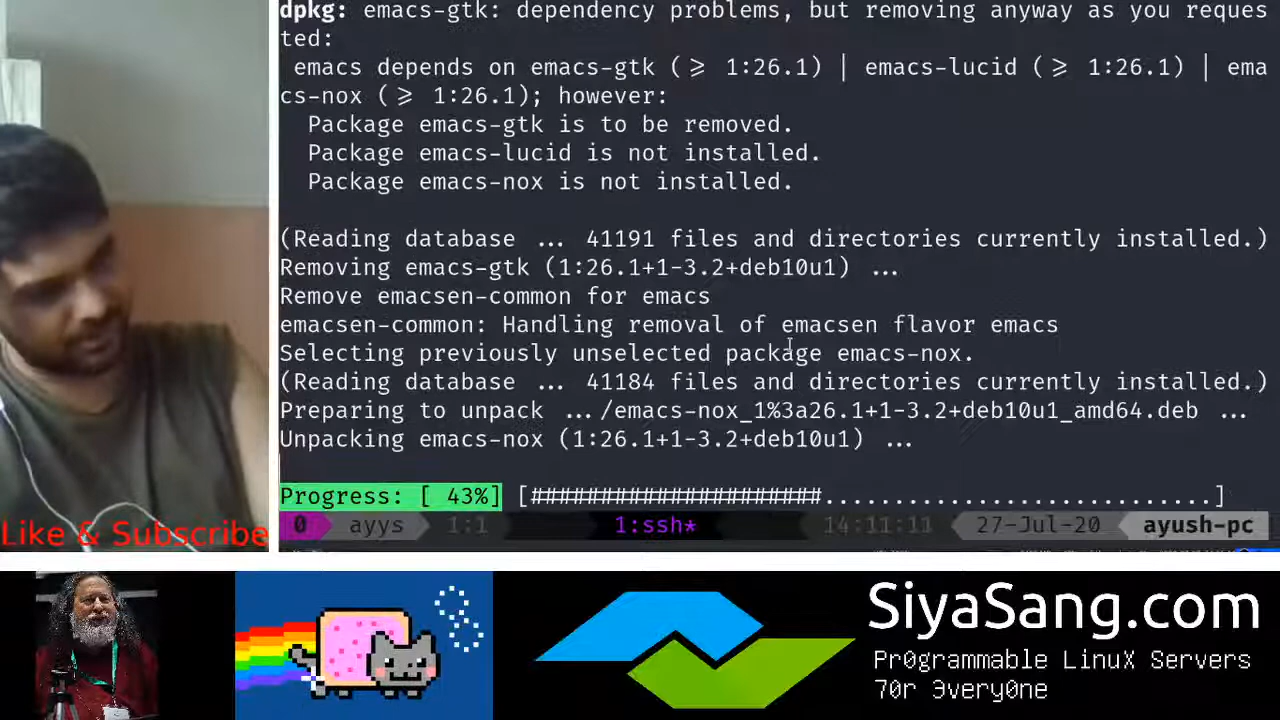 dpkg: emacs-gtk: dependency problems, but removing anyway as you reques
ted:
 emacs depends on emacs-gtk (≥ 1:26.1) | emacs-lucid (≥ 1:26.1) | ema
cs-nox (≥ 1:26.1); however:
  Package emacs-gtk is to be removed.
  Package emacs-lucid is not installed.
  Package emacs-nox is not installed.
(Reading database ... 41191 files and directories currently installed.)
Removing emacs-gtk (1:26.1+1-3.2+deb10u1) ...
Remove emacsen-common for emacs
emacsen-common: Handling removal of emacsen flavor emacs
Selecting previously unselected package emacs-nox.
(Reading database ... 41184 files and directories currently installed.)
Preparing to unpack .../emacs-nox_1%3a26.1+1-3.2+deb10u1_amd64.deb ...
Unpacking emacs-nox (1:26.1+1-3.2+deb10u1) ...
Progress: [ 43%] [#####################............................]
0 ayys 1:1 1:ssh* 14:11:11 27-Jul-20 ayush-pc
Like & Subscribe
SiyaSang.com
Pr0grammable LinuX Servers
70r 3very0ne